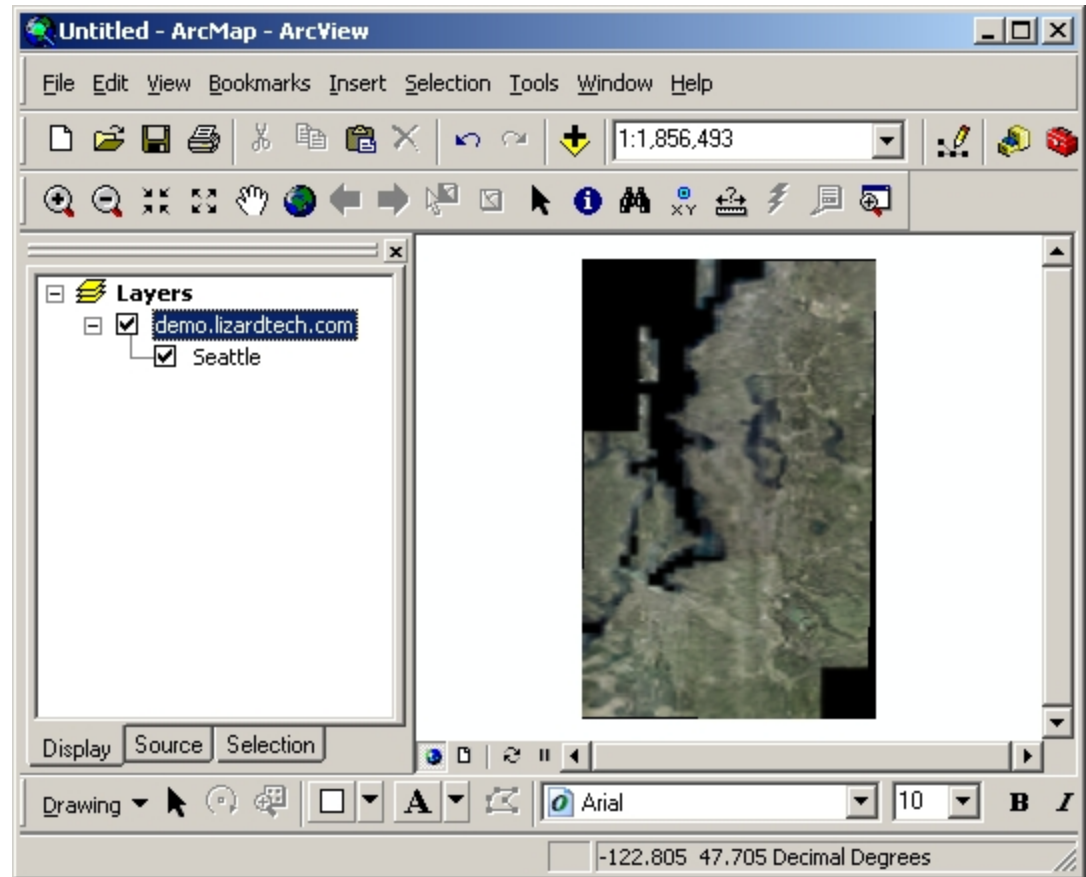 Untitled - ArcMap - ArcView
File Edit View Bookmarks Insert Selection Tools Window Help
1:1,856,493
XY
Layers
demo.lizardtech.com
Seattle
Display Source Selection
Drawing A Arial 10 B I
-122.805 47.705 Decimal Degrees